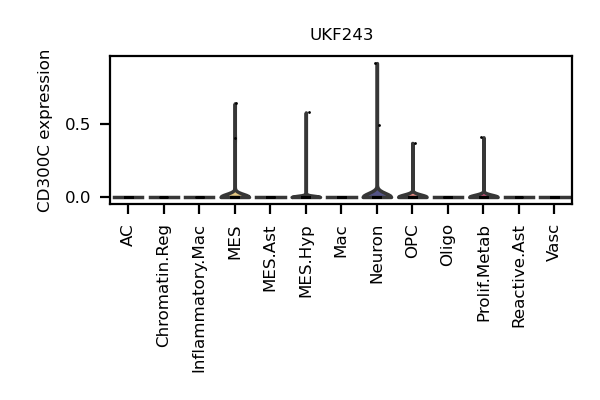 UKF243
CD300C expression
0.5
0.0
AC
Chromatin.Reg
Inflammatory.Mac
MES
MES.Ast
MES.Hyp
Mac
Neuron
OPC
Oligo
Prolif.Metab
Reactive.Ast
Vasc